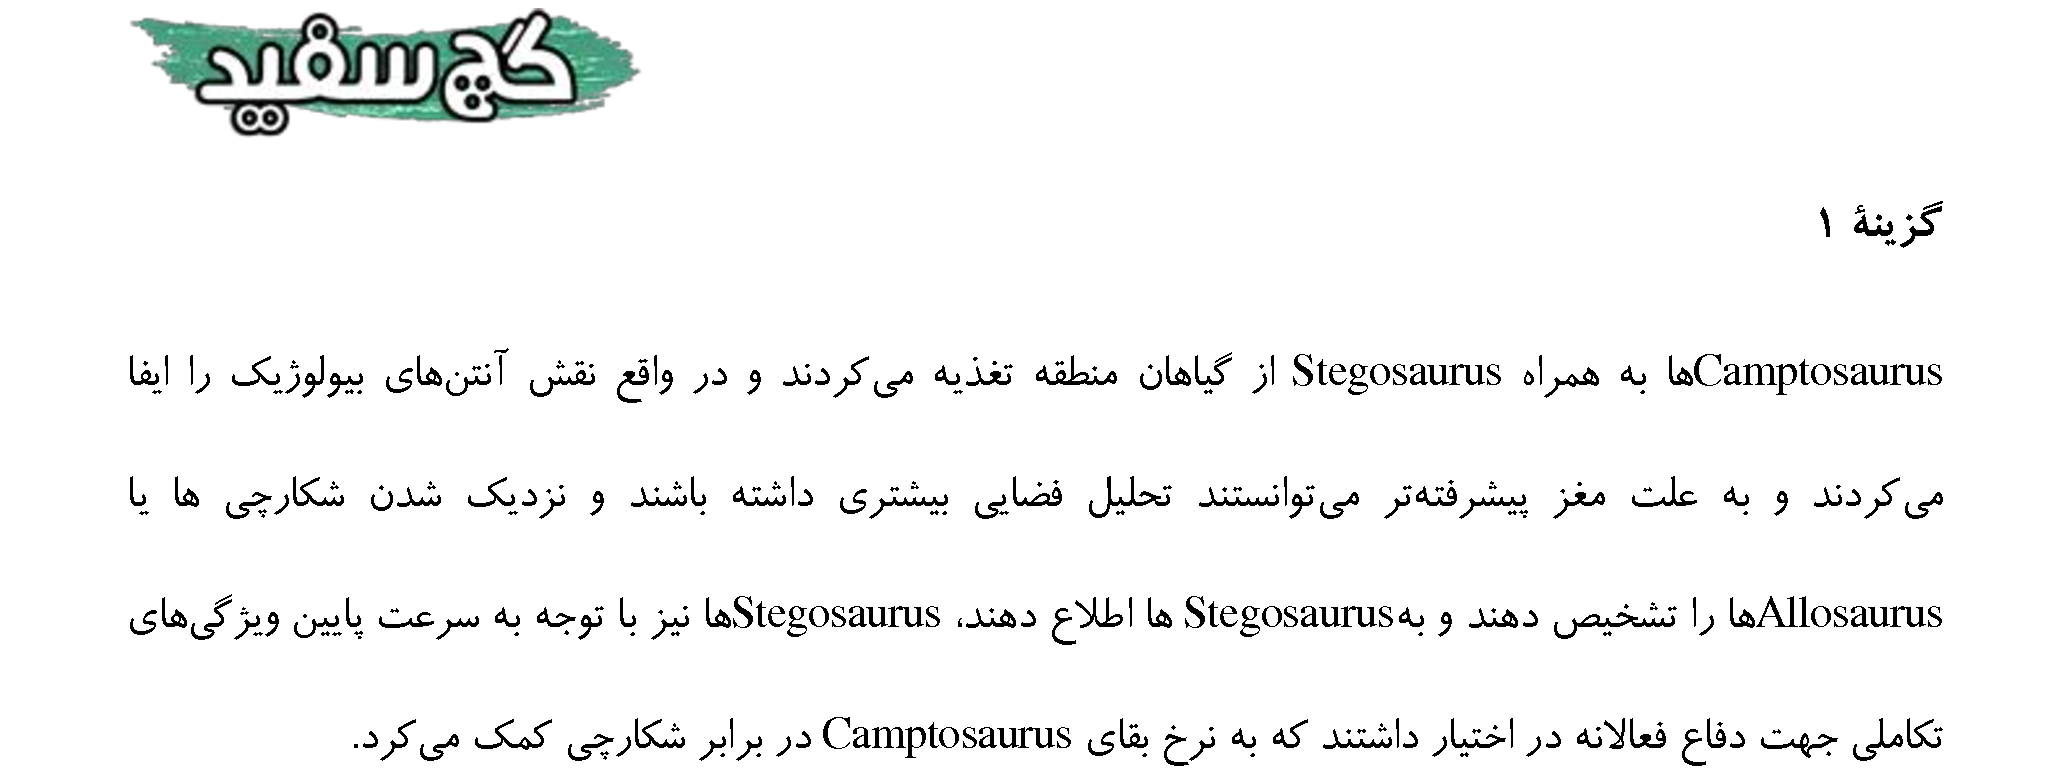 گچ سفید
گزینهٔ ۱
Camptosaurusها به همراه Stegosaurus از گیاهان منطقه تغذیه می‌کردند و در واقع نقش آنتن‌های بیولوژیک را ایفا
می‌کردند و به علت مغز پیشرفته‌تر می‌توانستند تحلیل فضایی بیشتری داشته باشند و نزدیک شدن شکارچی ها یا
Allosaurusها را تشخیص دهند و بهStegosaurus ها اطلاع دهند، Stegosaurusها نیز با توجه به سرعت پایین ویژگی‌های
تکاملی جهت دفاع فعالانه در اختیار داشتند که به نرخ بقای Camptosaurus در برابر شکارچی کمک می‌کرد.